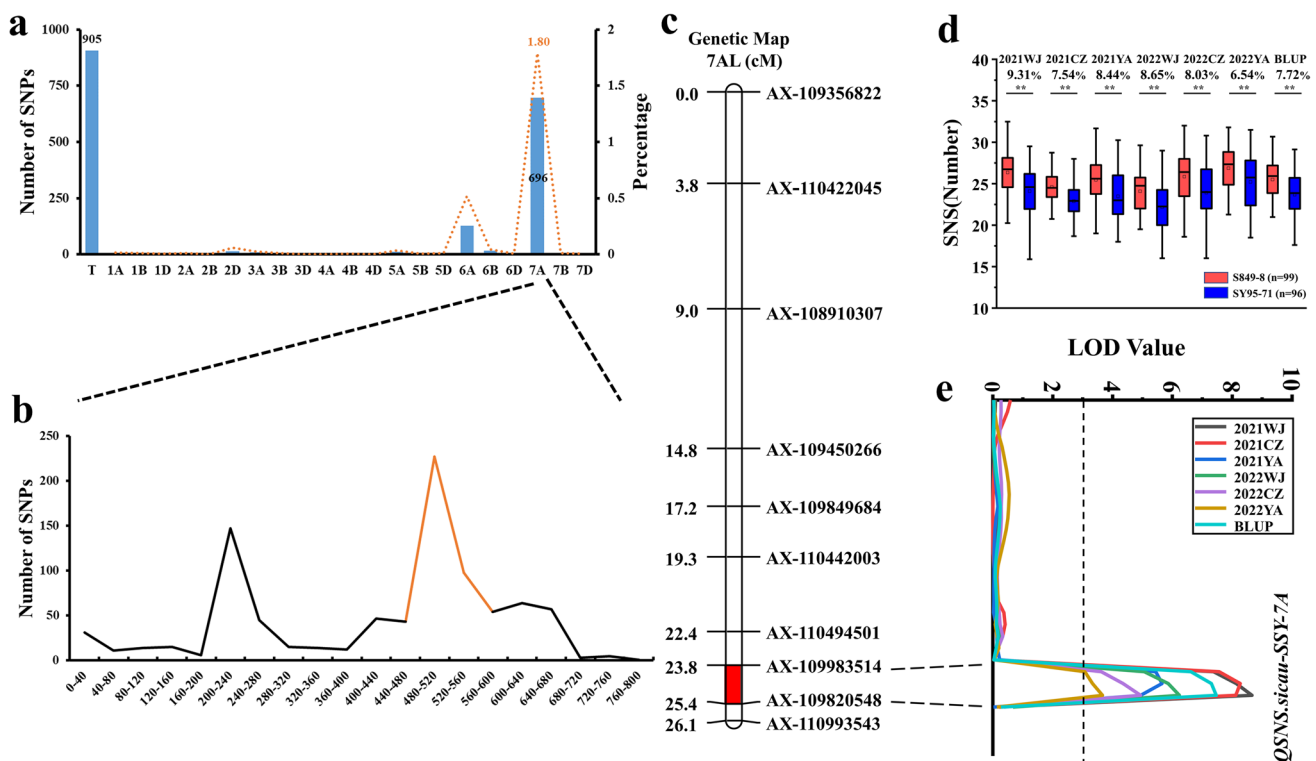 a
1000
750
500
250
0
Number of SNPs
905
696
1.80
2
1.5
1
0.5
0
Percentage
T 1A 1B 1D 2A 2B 2D 3A 3B 3D 4A 4B 4D 5A 5B 5D 6A 6B 6D 7A 7B 7D
b
250
200
150
100
50
0
Number of SNPs
0-40 40-80 80-120 120-160 160-200 200-240 240-280 280-320 320-360 360-400 400-440 440-480 480-520 520-560 560-600 600-640 640-680 680-720 720-760 760-800
c
Genetic Map
7AL (cM)
0.0 AX-109356822
3.8 AX-110422045
9.0 AX-108910307
14.8 AX-109450266
17.2 AX-109849684
19.3 AX-110442003
22.4 AX-110494501
23.8 AX-109983514
25.4 AX-109820548
26.1 AX-110993543
d
40
35
30
25
20
15
10
SNS(Number)
2021WJ 2021CZ 2021YA 2022WJ 2022CZ 2022YA BLUP
9.31% 7.54% 8.44% 8.65% 8.03% 6.54% 7.72%
** ** ** ** ** ** **
S849-8 (n=99)
SY95-71 (n=96)
LOD Value
e
0 2 4 6 8 10
2021WJ
2021CZ
2021YA
2022WJ
2022CZ
2022YA
BLUP
QSNS.sicau-SSY-7A